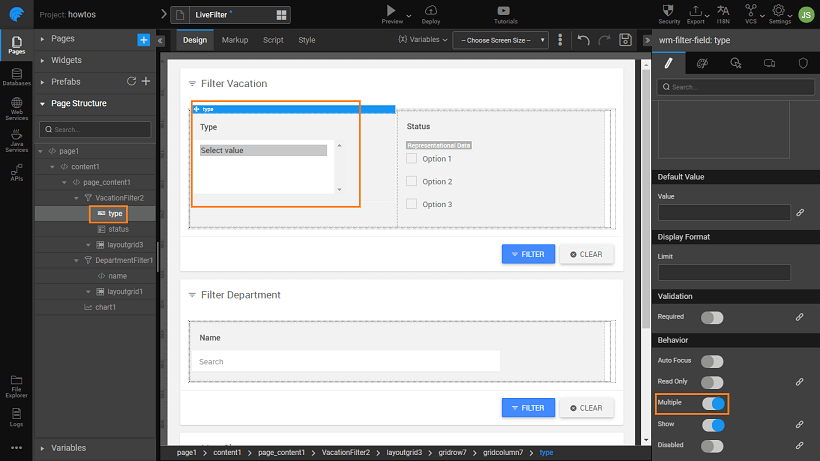 Project: howtos
LiveFilter *
Preview
Deploy
Tutorials
Security
Export
I18N
VCS
Settings
JS
Pages
Databases
Web
Services
Java
Services
APIs
File
Explorer
Logs
Pages
Widgets
Prefabs
Page Structure
Search...
page1
content1
page_content1
VacationFilter2
type
status
layoutgrid3
DepartmentFilter1
name
layoutgrid1
chart1
Variables
Design
Markup
Script
Style
{X} Variables
-- Choose Screen Size --
Filter Vacation
type
Type
Select value
Status
Representational Data
Option 1
Option 2
Option 3
FILTER
CLEAR
Filter Department
Name
Search
FILTER
CLEAR
page1 > content1 > page_content1 > VacationFilter2 > layoutgrid3 > gridrow7 > gridcolumn7 > type
wm-filter-field: type
Search...
Default Value
Value
Display Format
Limit
Validation
Required
Behavior
Auto Focus
Read Only
Multiple
Show
Disabled